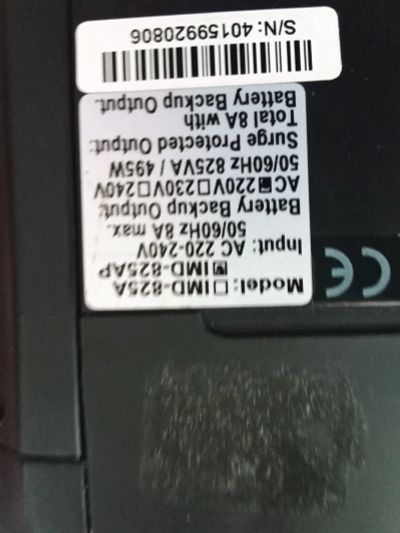 Model: ☐IMD-825A
☑IMD-825AP
Input: AC 220-240V
50/60Hz 8A max.
Battery Backup Output:
AC■220V☐230V☐240V
50/60Hz 825VA / 495W
Surge Protected Output:
Total 8A with
Battery Backup Output.
S/N: 40159920806
CE